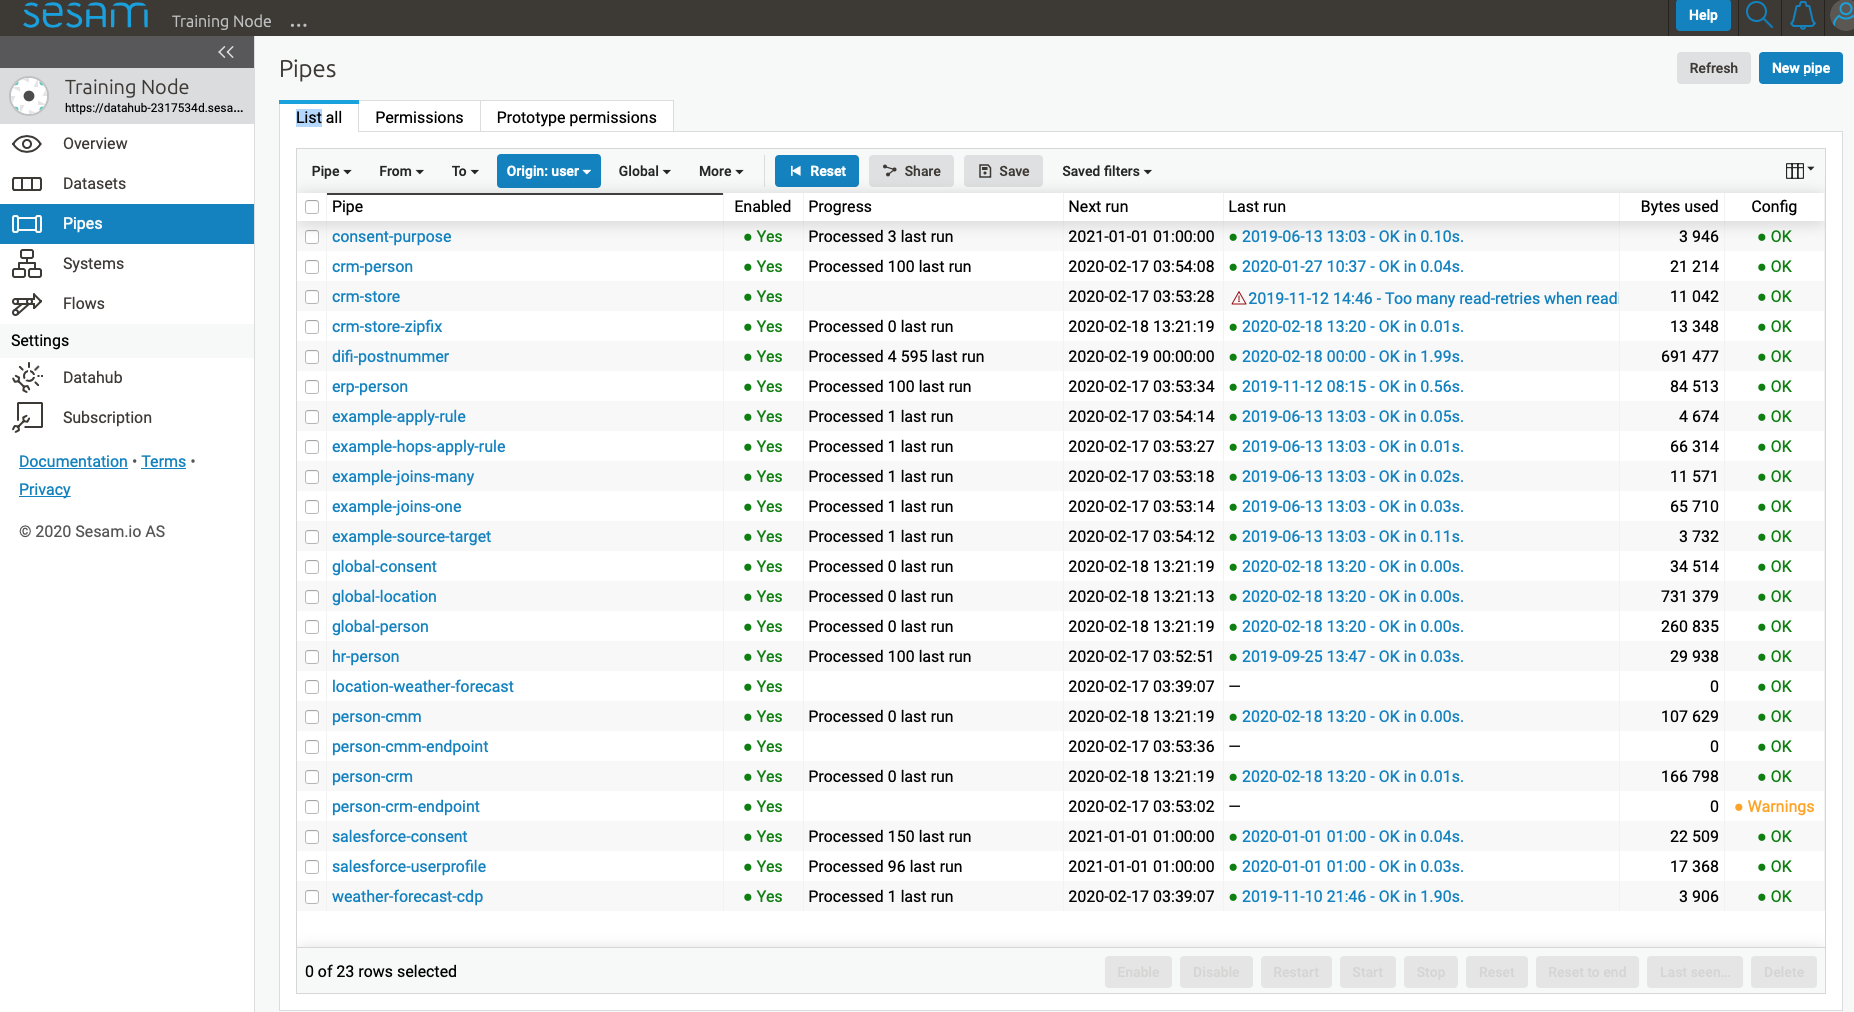 sesam Training Node ... Help
Training Node
https://datahub-2317534d.sesa...
Overview
Datasets
Pipes
Systems
Flows
Settings
Datahub
Subscription
Documentation • Terms •
Privacy
© 2020 Sesam.io AS
Pipes Refresh New pipe
List all Permissions Prototype permissions
Pipe From To Origin: user Global More Reset Share Save Saved filters
Pipe Enabled Progress Next run Last run Bytes used Config
consent-purpose Yes Processed 3 last run 2021-01-01 01:00:00 2019-06-13 13:03 - OK in 0.10s. 3 946 OK
crm-person Yes Processed 100 last run 2020-02-17 03:54:08 2020-01-27 10:37 - OK in 0.04s. 21 214 OK
crm-store Yes 2020-02-17 03:53:28 2019-11-12 14:46 - Too many read-retries when readi 11 042 OK
crm-store-zipfix Yes Processed 0 last run 2020-02-18 13:21:19 2020-02-18 13:20 - OK in 0.01s. 13 348 OK
difi-postnummer Yes Processed 4 595 last run 2020-02-19 00:00:00 2020-02-18 00:00 - OK in 1.99s. 691 477 OK
erp-person Yes Processed 100 last run 2020-02-17 03:53:34 2019-11-12 08:15 - OK in 0.56s. 84 513 OK
example-apply-rule Yes Processed 1 last run 2020-02-17 03:54:14 2019-06-13 13:03 - OK in 0.05s. 4 674 OK
example-hops-apply-rule Yes Processed 1 last run 2020-02-17 03:53:27 2019-06-13 13:03 - OK in 0.01s. 66 314 OK
example-joins-many Yes Processed 1 last run 2020-02-17 03:53:18 2019-06-13 13:03 - OK in 0.02s. 11 571 OK
example-joins-one Yes Processed 1 last run 2020-02-17 03:53:14 2019-06-13 13:03 - OK in 0.03s. 65 710 OK
example-source-target Yes Processed 1 last run 2020-02-17 03:54:12 2019-06-13 13:03 - OK in 0.11s. 3 732 OK
global-consent Yes Processed 0 last run 2020-02-18 13:21:19 2020-02-18 13:20 - OK in 0.00s. 34 514 OK
global-location Yes Processed 0 last run 2020-02-18 13:21:13 2020-02-18 13:20 - OK in 0.00s. 731 379 OK
global-person Yes Processed 0 last run 2020-02-18 13:21:19 2020-02-18 13:20 - OK in 0.00s. 260 835 OK
hr-person Yes Processed 100 last run 2020-02-17 03:52:51 2019-09-25 13:47 - OK in 0.03s. 29 938 OK
location-weather-forecast Yes 2020-02-17 03:39:07 — 0 OK
person-cmm Yes Processed 0 last run 2020-02-18 13:21:19 2020-02-18 13:20 - OK in 0.00s. 107 629 OK
person-cmm-endpoint Yes 2020-02-17 03:53:36 — 0 OK
person-crm Yes Processed 0 last run 2020-02-18 13:21:19 2020-02-18 13:20 - OK in 0.01s. 166 798 OK
person-crm-endpoint Yes 2020-02-17 03:53:02 — 0 Warnings
salesforce-consent Yes Processed 150 last run 2021-01-01 01:00:00 2020-01-01 01:00 - OK in 0.04s. 22 509 OK
salesforce-userprofile Yes Processed 96 last run 2021-01-01 01:00:00 2020-01-01 01:00 - OK in 0.03s. 17 368 OK
weather-forecast-cdp Yes Processed 1 last run 2020-02-17 03:39:07 2019-11-10 21:46 - OK in 1.90s. 3 906 OK
0 of 23 rows selected Enable Disable Restart Start Stop Reset Reset to end Last seen... Delete